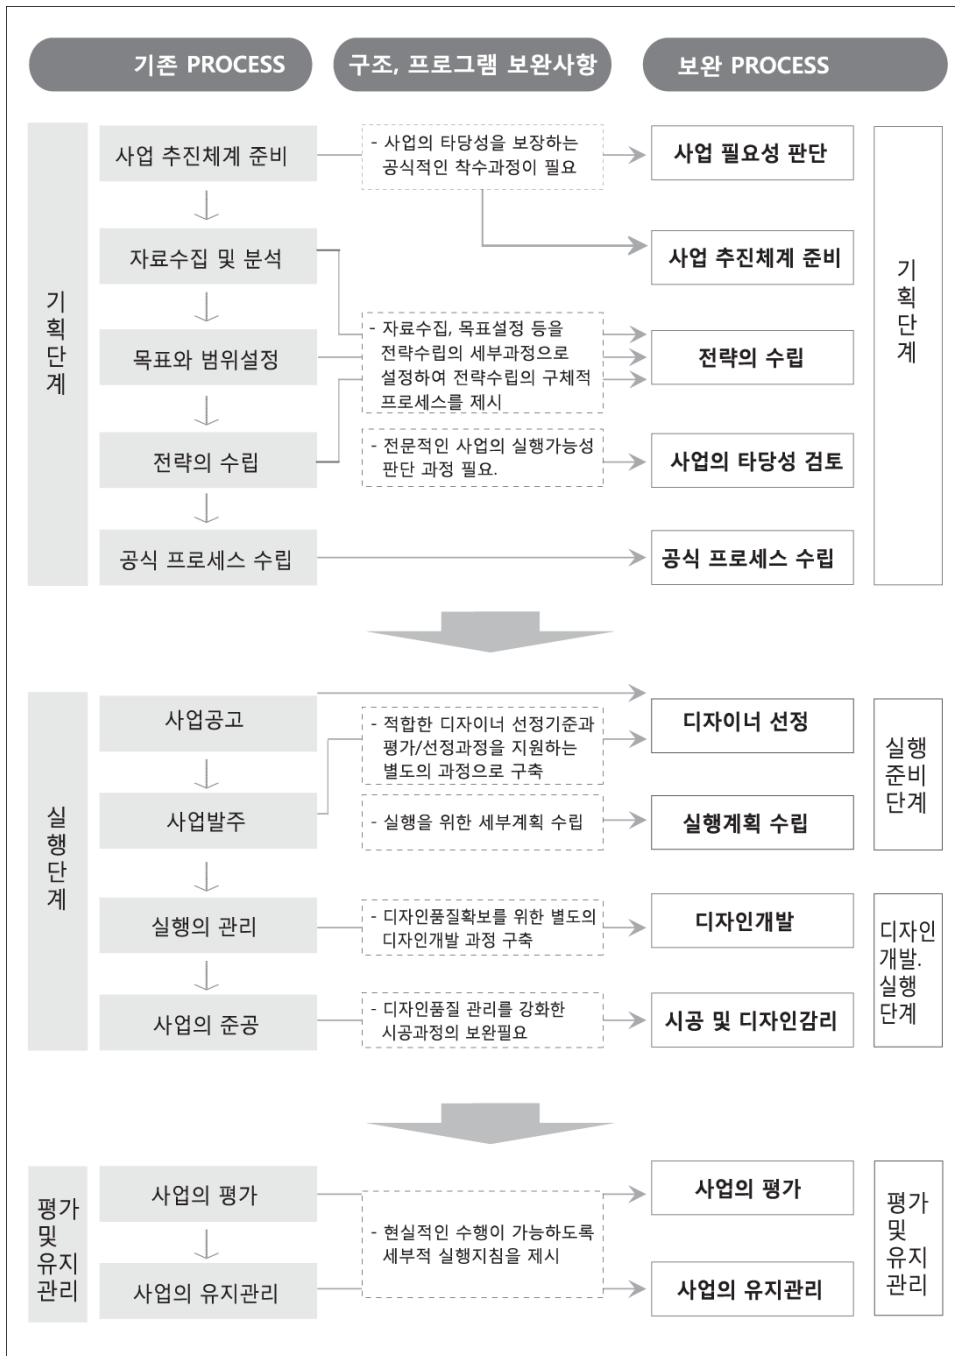 기존 PROCESS
구조, 프로그램 보완사항
보완 PROCESS
기
획
단
계
사업 추진체계 준비
- 사업의 타당성을 보장하는
공식적인 착수과정이 필요
사업 필요성 판단
자료수집 및 분석
사업 추진체계 준비
목표와 범위설정
- 자료수집, 목표설정 등을
전략수립의 세부과정으로
설정하여 전략수립의 구체적
프로세스를 제시
전략의 수립
전략의 수립
- 전문적인 사업의 실행가능성
판단 과정 필요.
사업의 타당성 검토
공식 프로세스 수립
공식 프로세스 수립
기
획
단
계
실
행
단
계
사업공고
- 적합한 디자이너 선정기준과
평가/선정과정을 지원하는
별도의 과정으로 구축
디자이너 선정
사업발주
- 실행을 위한 세부계획 수립
실행계획 수립
실행
준비
단계
실행의 관리
- 디자인품질확보를 위한 별도의
디자인개발 과정 구축
디자인개발
사업의 준공
- 디자인품질 관리를 강화한
시공과정의 보완필요
시공 및 디자인감리
디자인
개발.
실행
단계
평가
및
유지
관리
사업의 평가
- 현실적인 수행이 가능하도록
세부적 실행지침을 제시
사업의 평가
사업의 유지관리
사업의 유지관리
평가
및
유지
관리